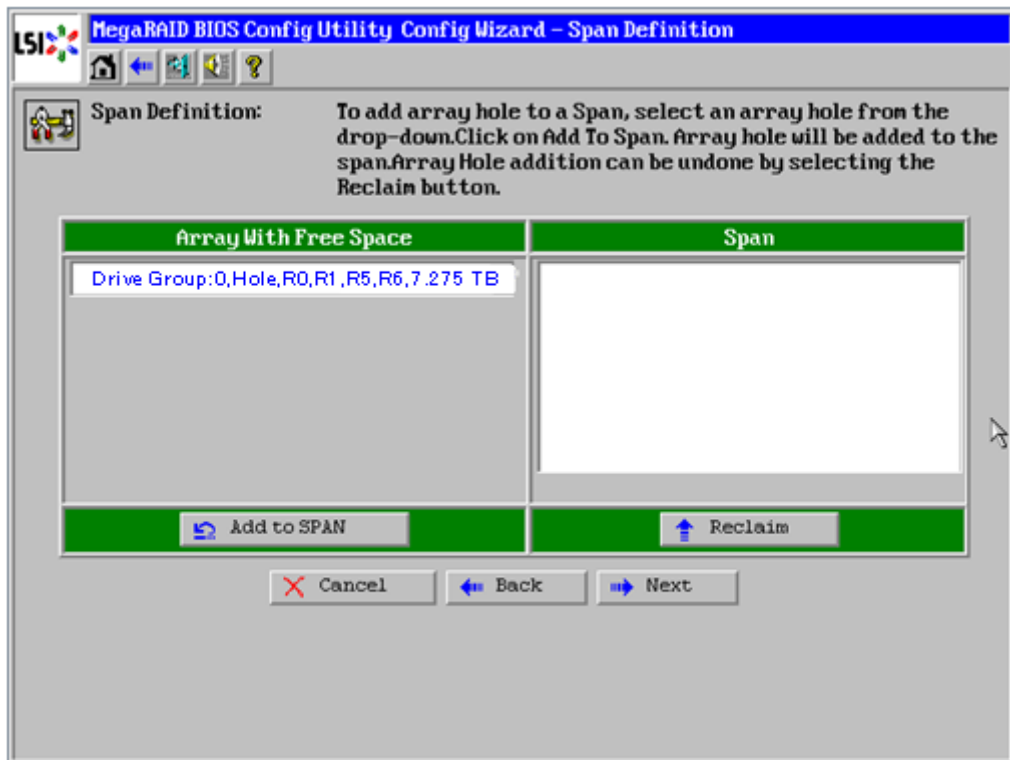 LSI
MegaRAID BIOS Config Utility Config Wizard – Span Definition
Span Definition:
To add array hole to a Span, select an array hole from the
drop-down.Click on Add To Span. Array hole will be added to the
span.Array Hole addition can be undone by selecting the
Reclaim button.
Array With Free Space
Span
Drive Group:0,Hole,R0,R1,R5,R6,7.275 TB
Add to SPAN
Reclaim
Cancel
Back
Next